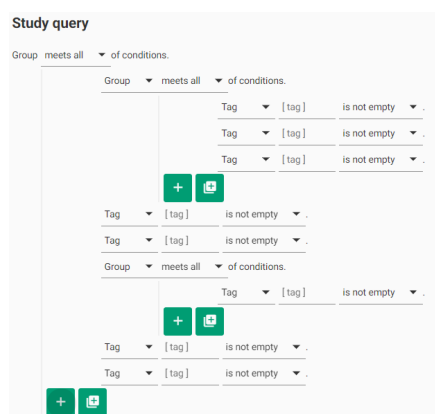 Study query
Group meets all of conditions.
Group meets all of conditions.
Tag [ tag ] is not empty .
Tag [ tag ] is not empty .
Tag [ tag ] is not empty .
+
Tag [ tag ] is not empty .
Tag [ tag ] is not empty .
Group meets all of conditions.
Tag [ tag ] is not empty .
+
Tag [ tag ] is not empty .
Tag [ tag ] is not empty .
+